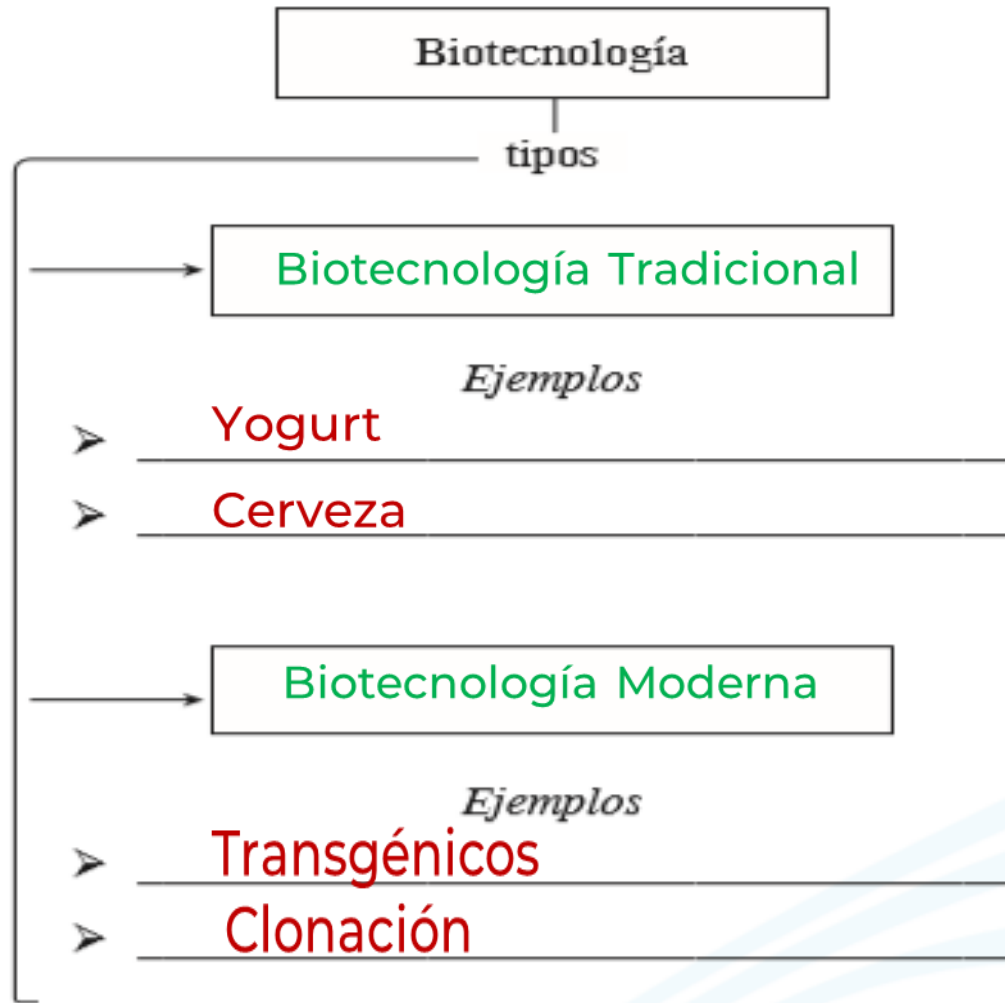 Biotecnología
tipos
Biotecnología Tradicional
Ejemplos
Yogurt
Cerveza
Biotecnología Moderna
Ejemplos
Transgénicos
Clonación